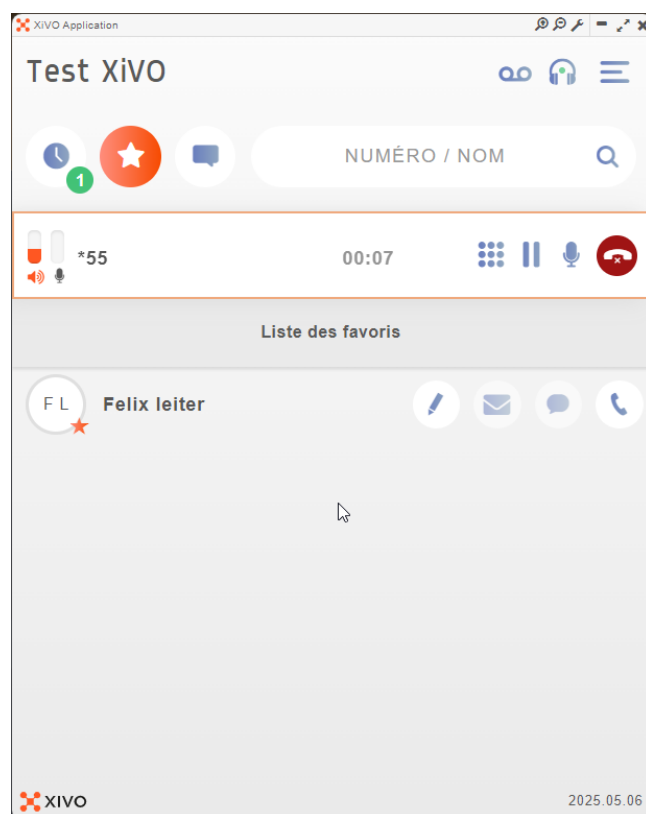 XiVO Application
Test XiVO
1
NUMÉRO / NOM
*55
00:07
Liste des favoris
F L
Felix leiter
XIVO
2025.05.06